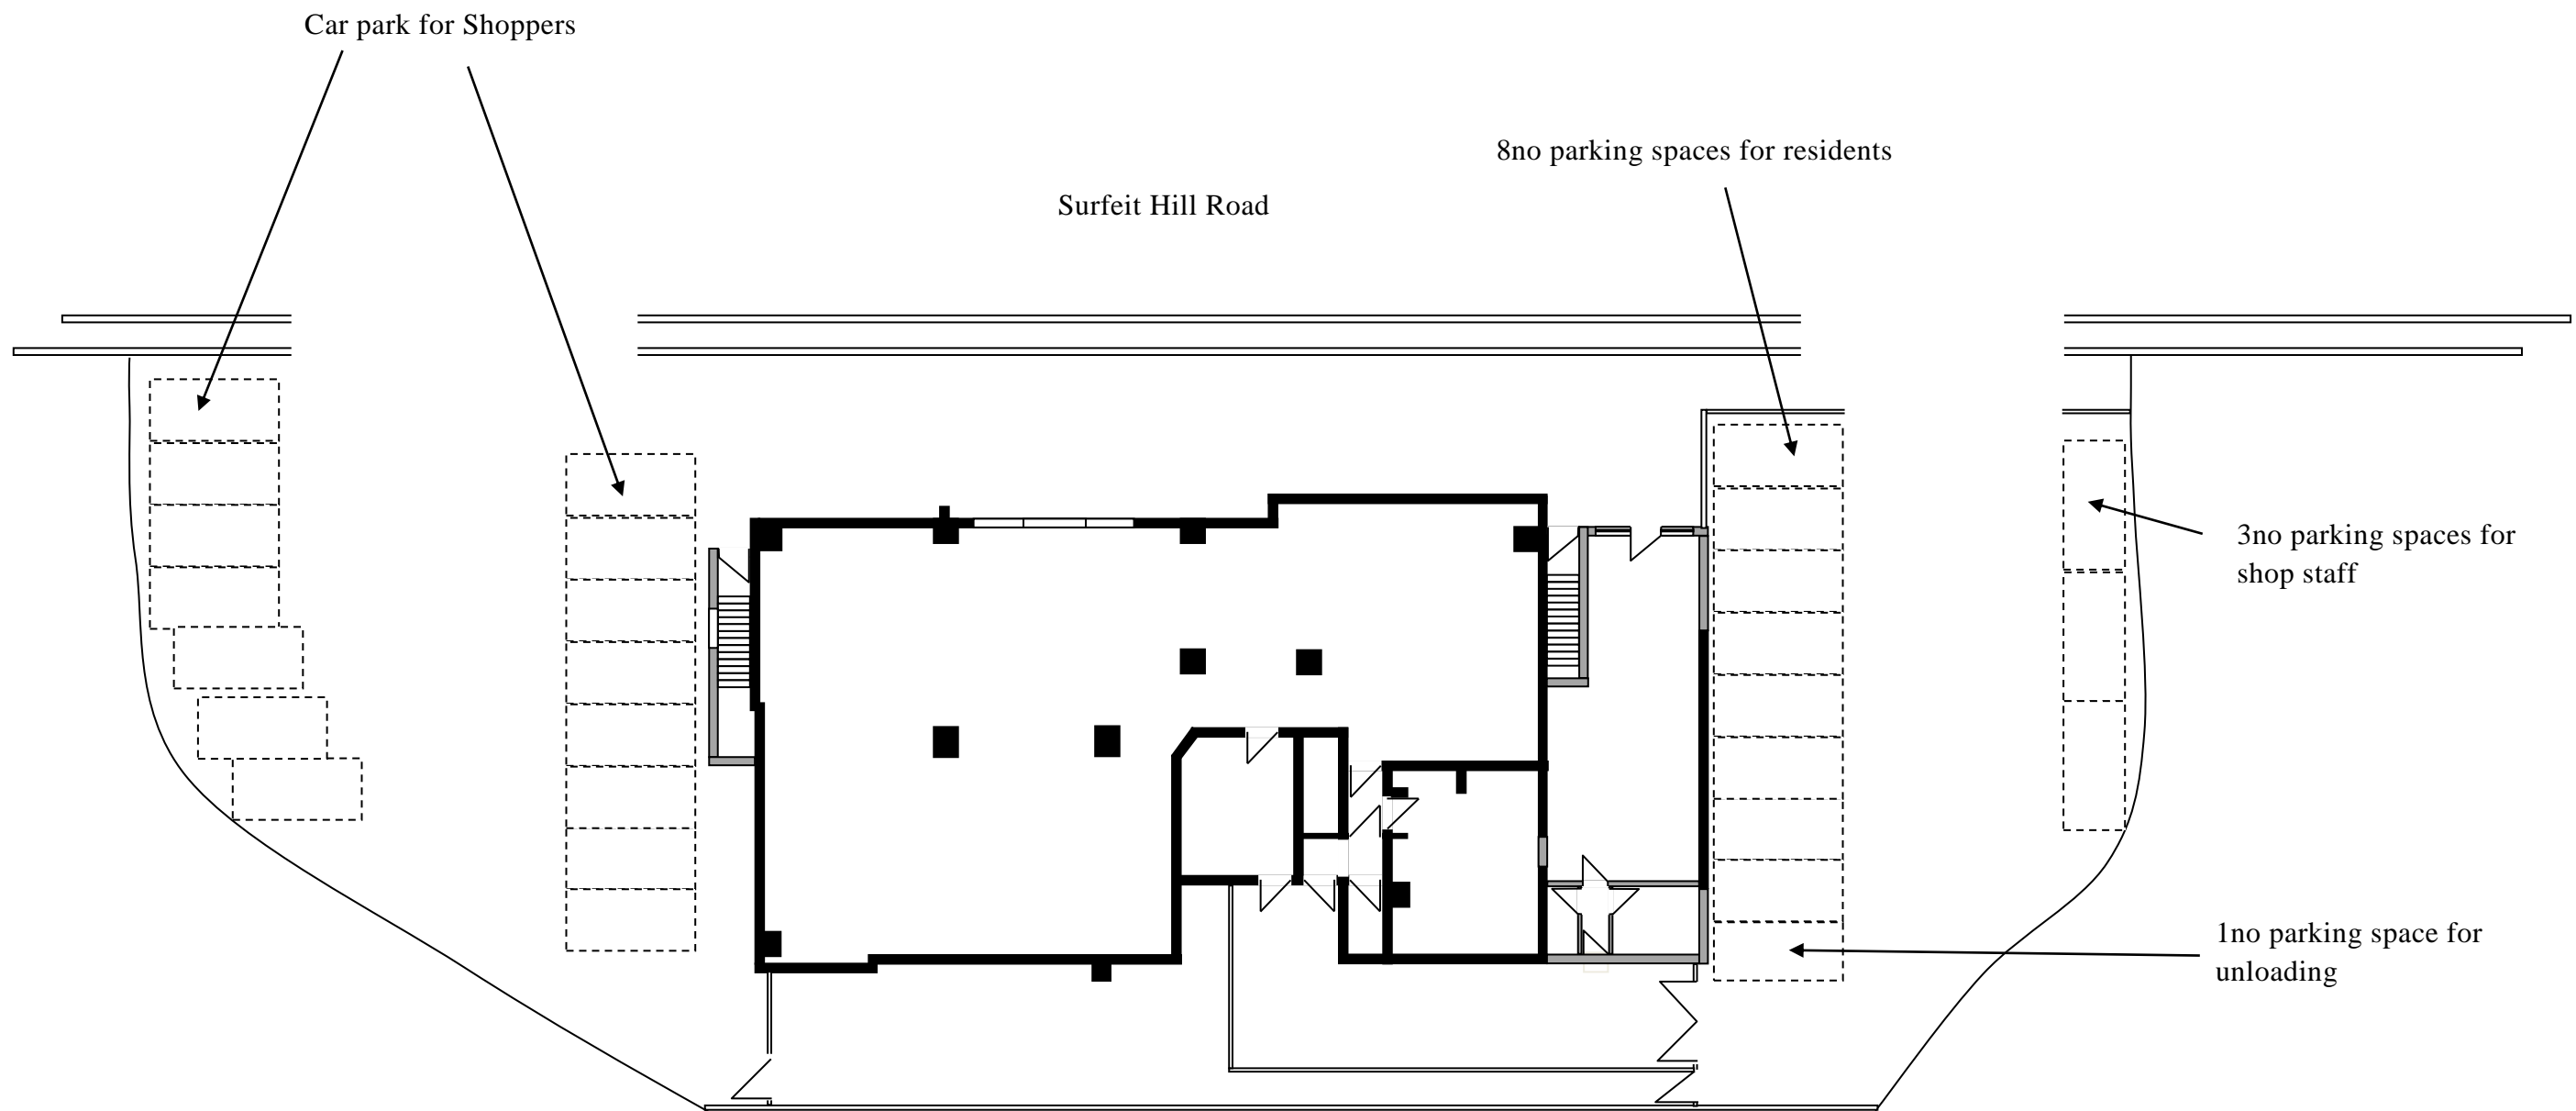 Car park for Shoppers
8no parking spaces for residents
Surfeit Hill Road
3no parking spaces for
shop staff
1no parking space for
unloading